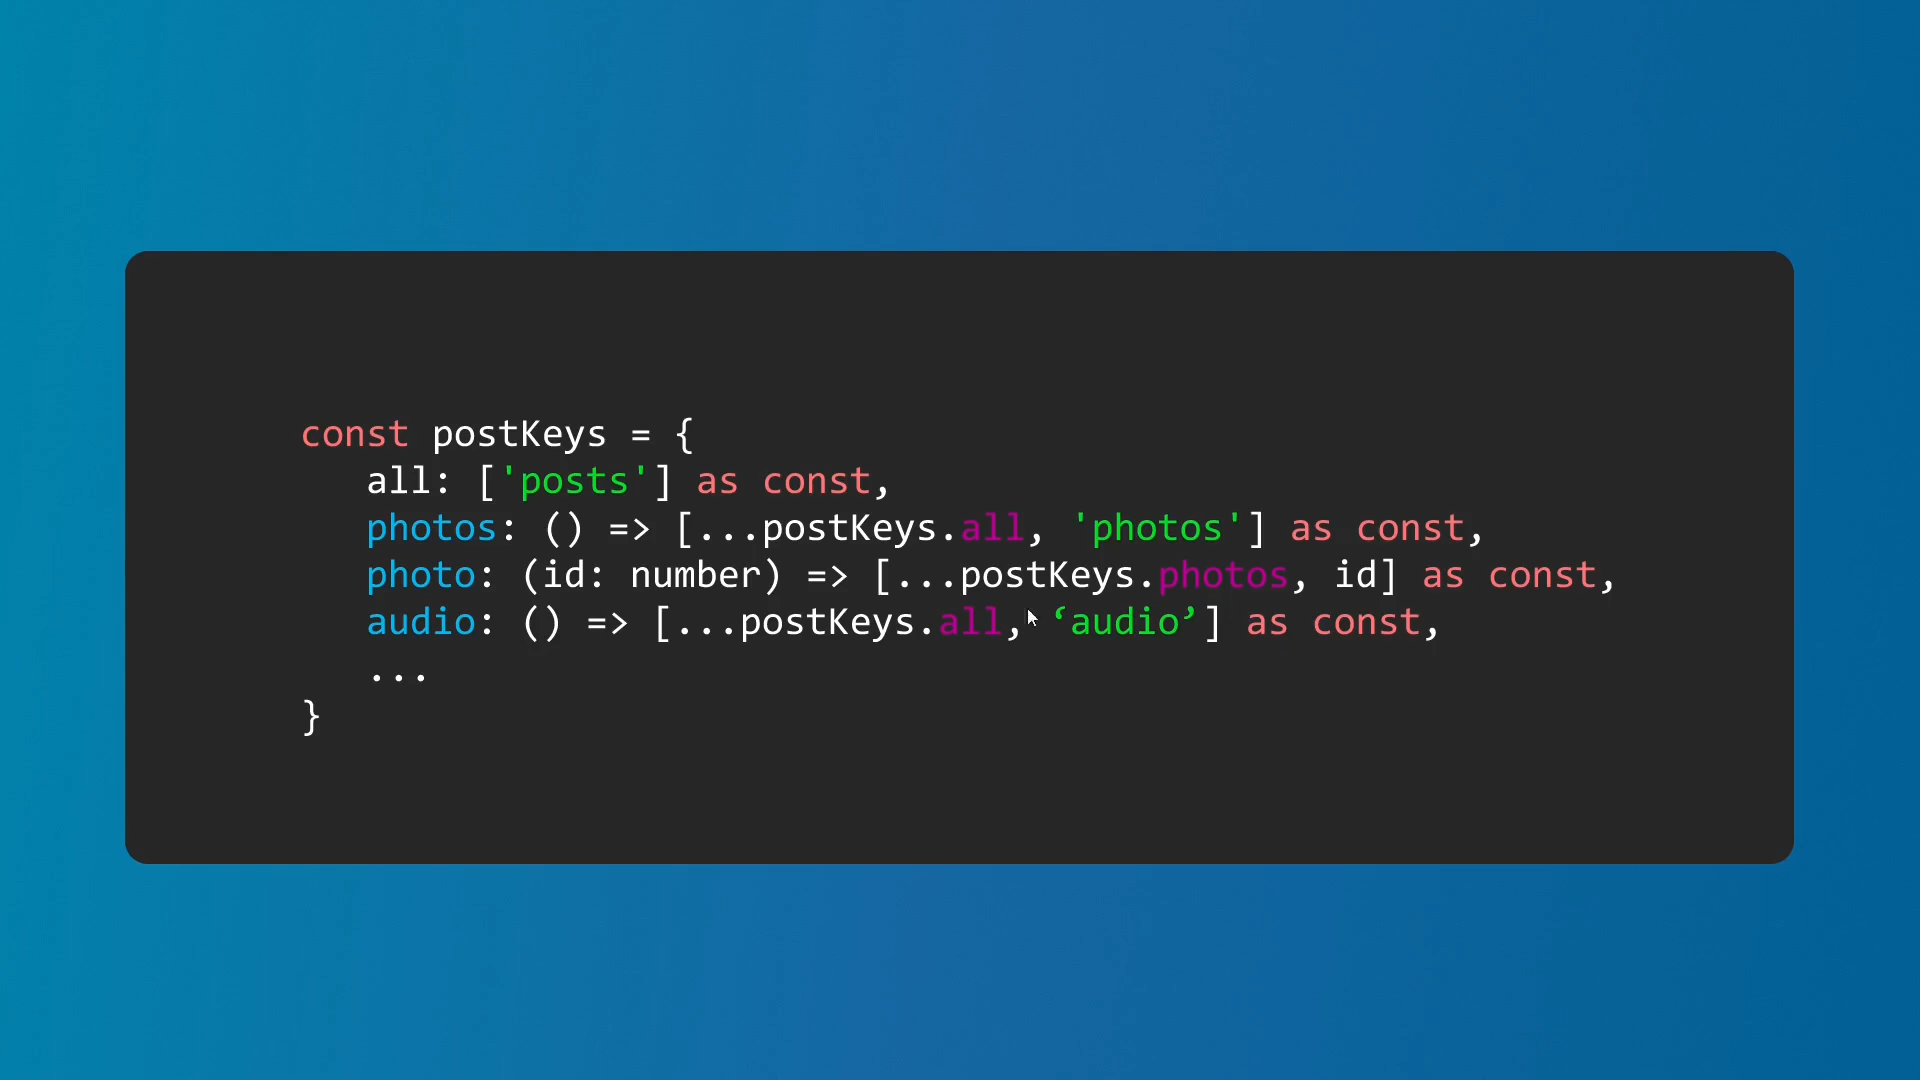 const postKeys = {
all: ['posts'] as const,
photos: () => [...postKeys.all, 'photos'] as const,
photo: (id: number) => [...postKeys.photos, id] as const,
audio: () => [...postKeys.all, ‘audio’] as const,
...
}